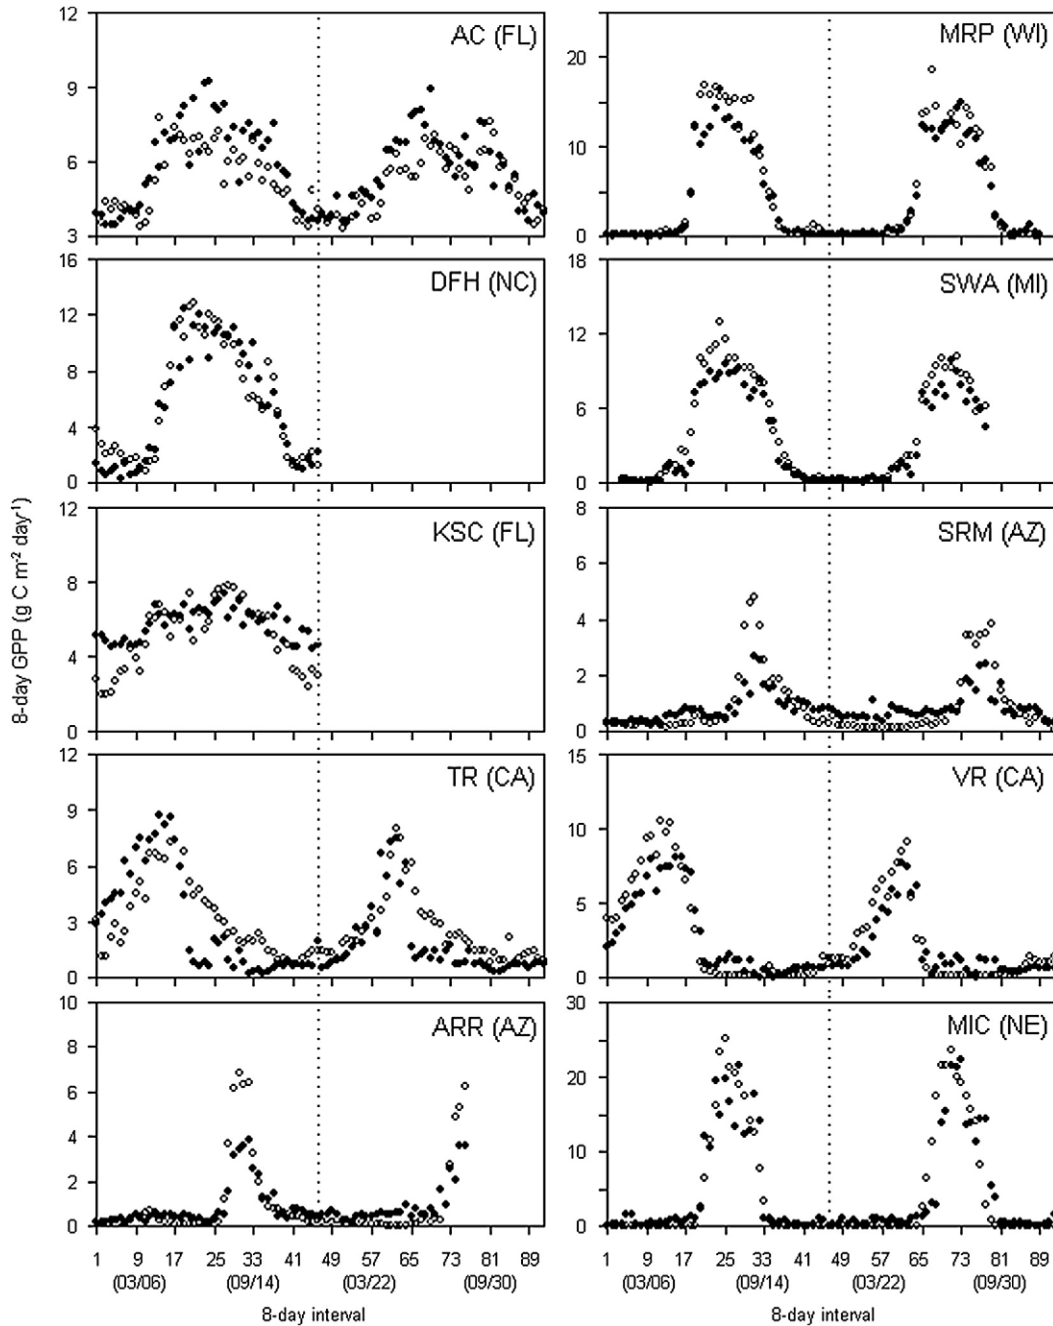 12
9
6
3
AC (FL)
20
15
10
5
0
MRP (WI)
16
12
8
4
0
DFH (NC)
18
12
6
0
SWA (MI)
12
8
4
0
KSC (FL)
8
6
4
2
0
SRM (AZ)
12
9
6
3
0
TR (CA)
15
10
5
0
VR (CA)
10
8
6
4
2
0
ARR (AZ)
30
20
10
0
MIC (NE)
8-day GPP (g C m-2 day-1)
1 9 17 25 33 41 49 57 65 73 81 89
(03/06) (09/14) (03/22) (09/30)
8-day interval
1 9 17 25 33 41 49 57 65 73 81 89
(03/06) (09/14) (03/22) (09/30)
8-day interval